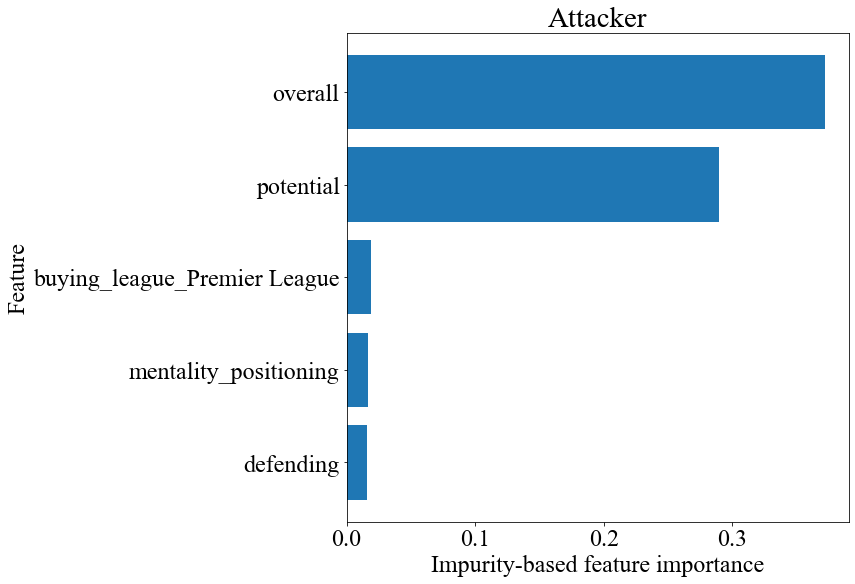 Attacker
overall
potential
buying_league_Premier League
mentality_positioning
defending
Feature
0.0 0.1 0.2 0.3
Impurity-based feature importance